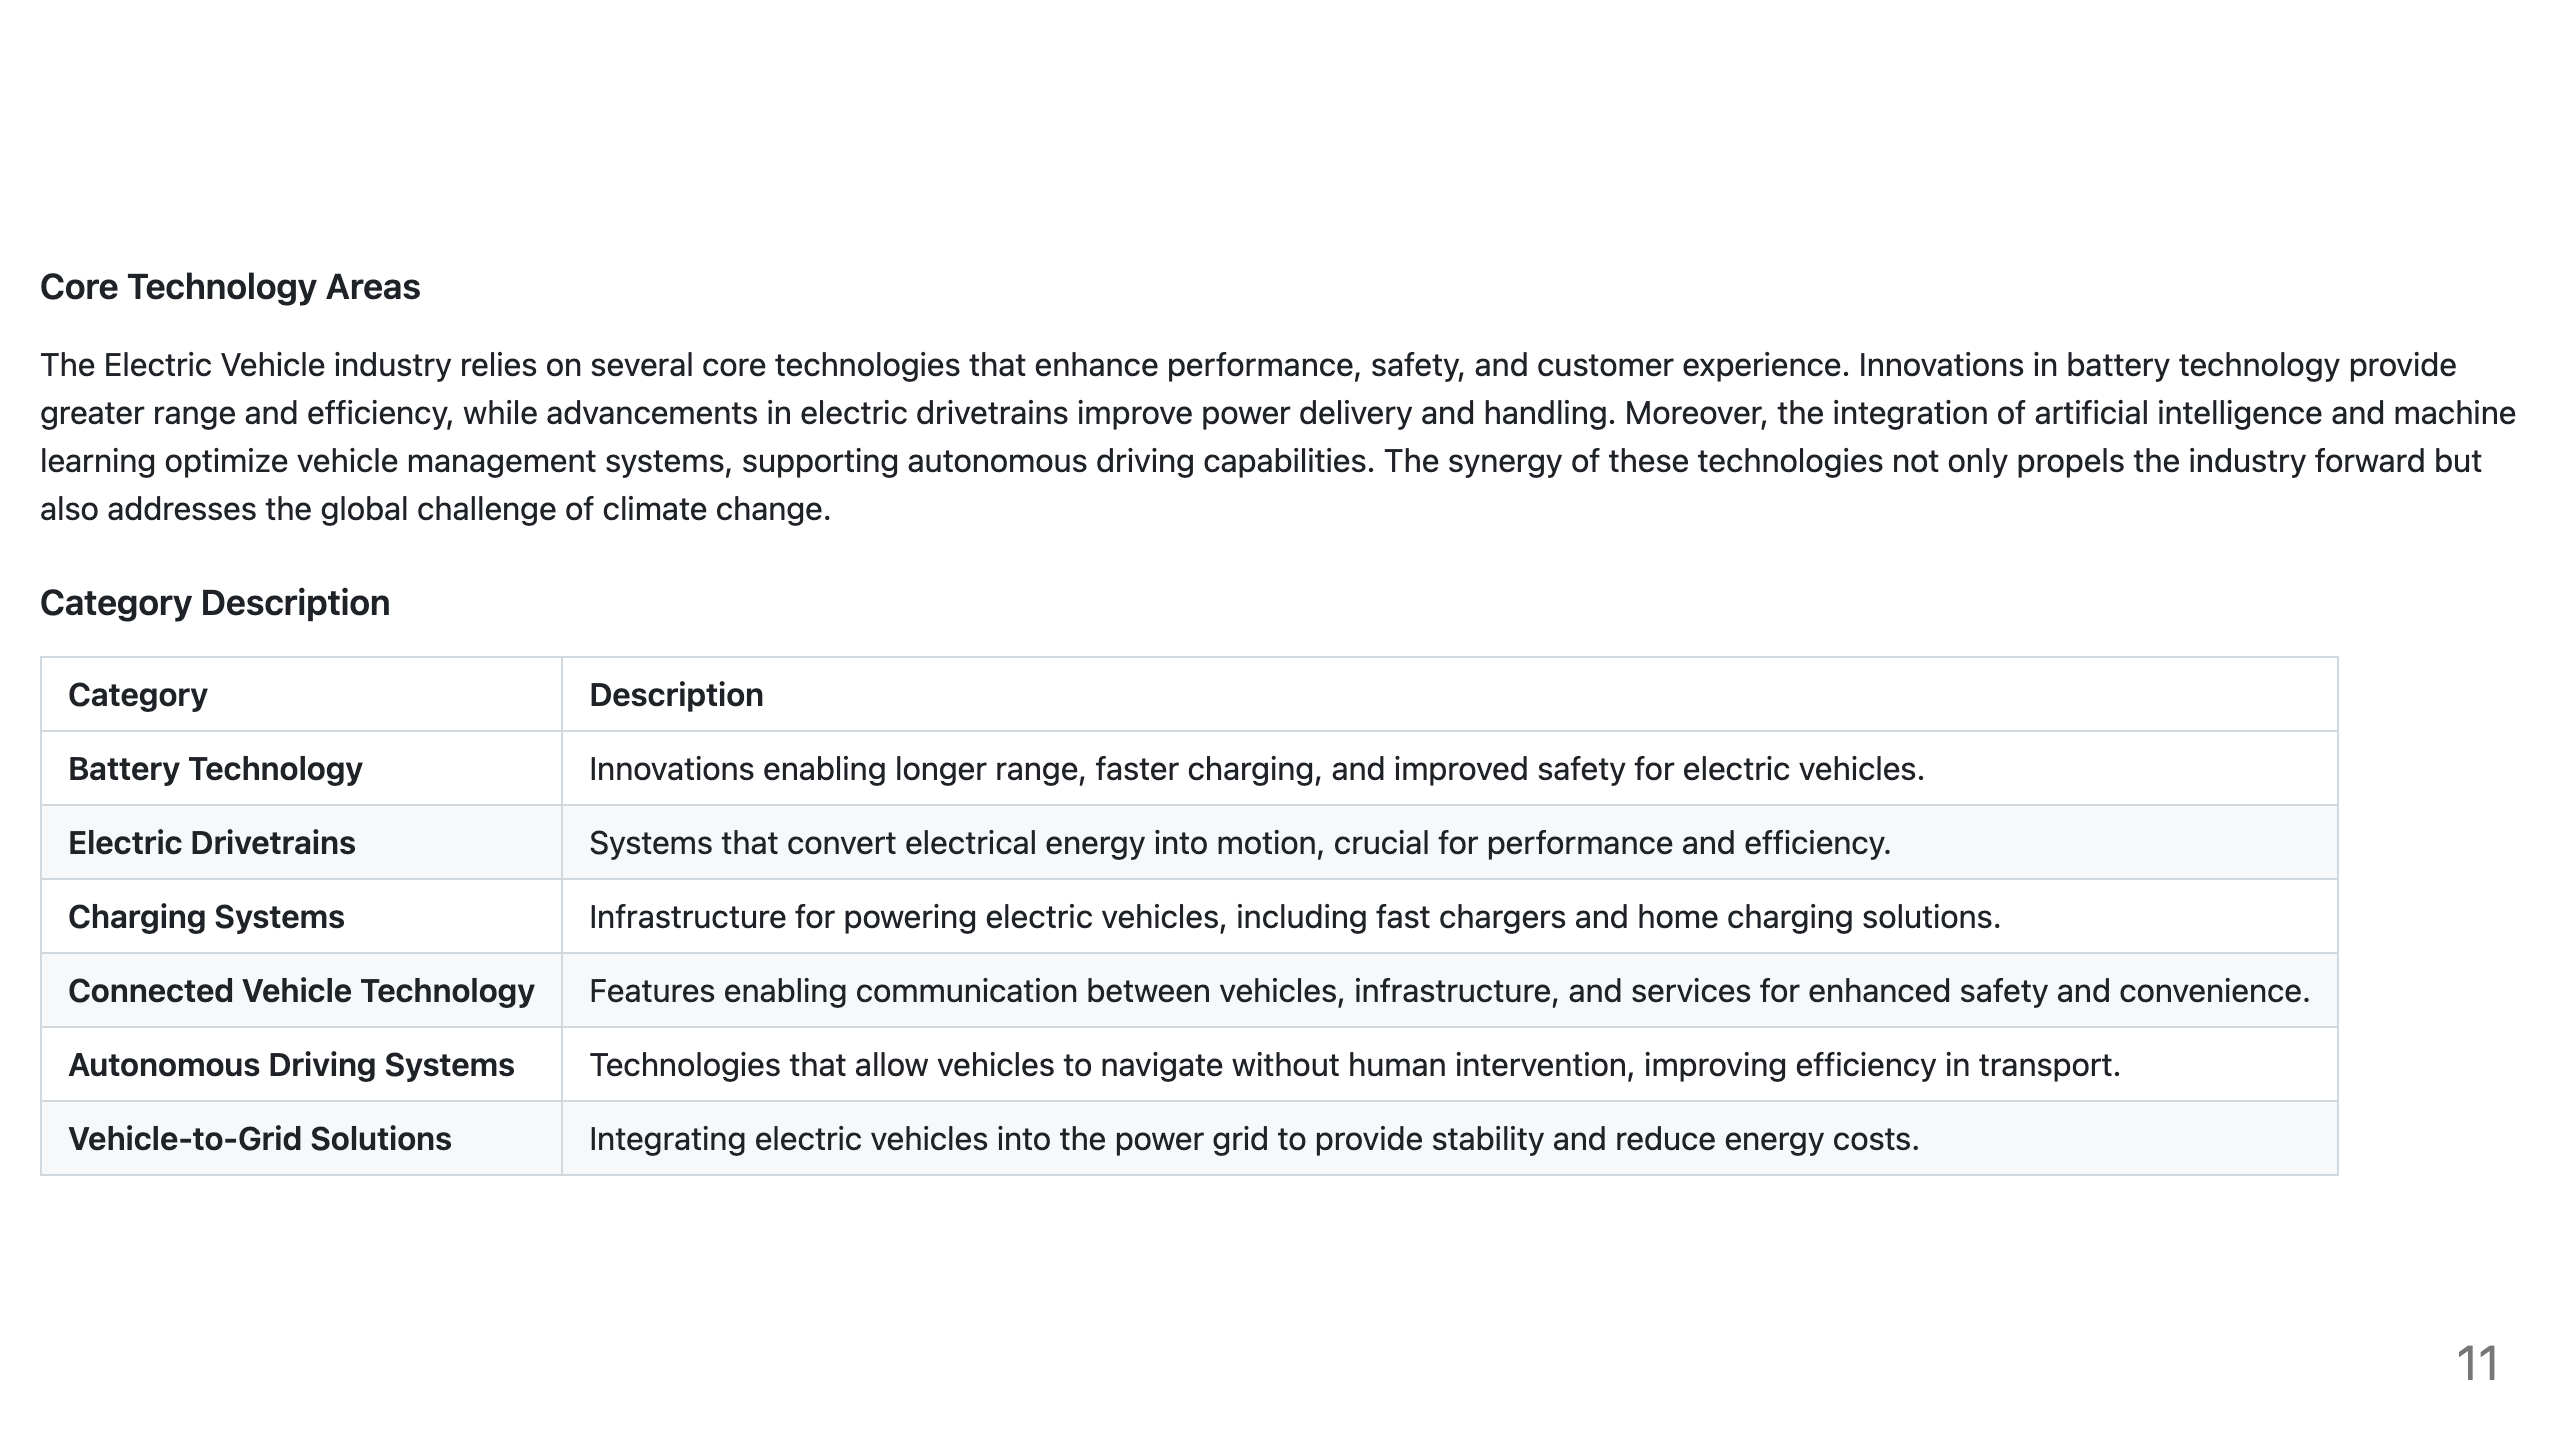 Core Technology Areas
The Electric Vehicle industry relies on several core technologies that enhance performance, safety, and customer experience. Innovations in battery technology provide
greater range and efficiency, while advancements in electric drivetrains improve power delivery and handling. Moreover, the integration of artificial intelligence and machine
learning optimize vehicle management systems, supporting autonomous driving capabilities. The synergy of these technologies not only propels the industry forward but
also addresses the global challenge of climate change.
Category Description
Category Description
Battery Technology Innovations enabling longer range, faster charging, and improved safety for electric vehicles.
Electric Drivetrains Systems that convert electrical energy into motion, crucial for performance and efficiency.
Charging Systems Infrastructure for powering electric vehicles, including fast chargers and home charging solutions.
Connected Vehicle Technology Features enabling communication between vehicles, infrastructure, and services for enhanced safety and convenience.
Autonomous Driving Systems Technologies that allow vehicles to navigate without human intervention, improving efficiency in transport.
Vehicle-to-Grid Solutions Integrating electric vehicles into the power grid to provide stability and reduce energy costs.
11